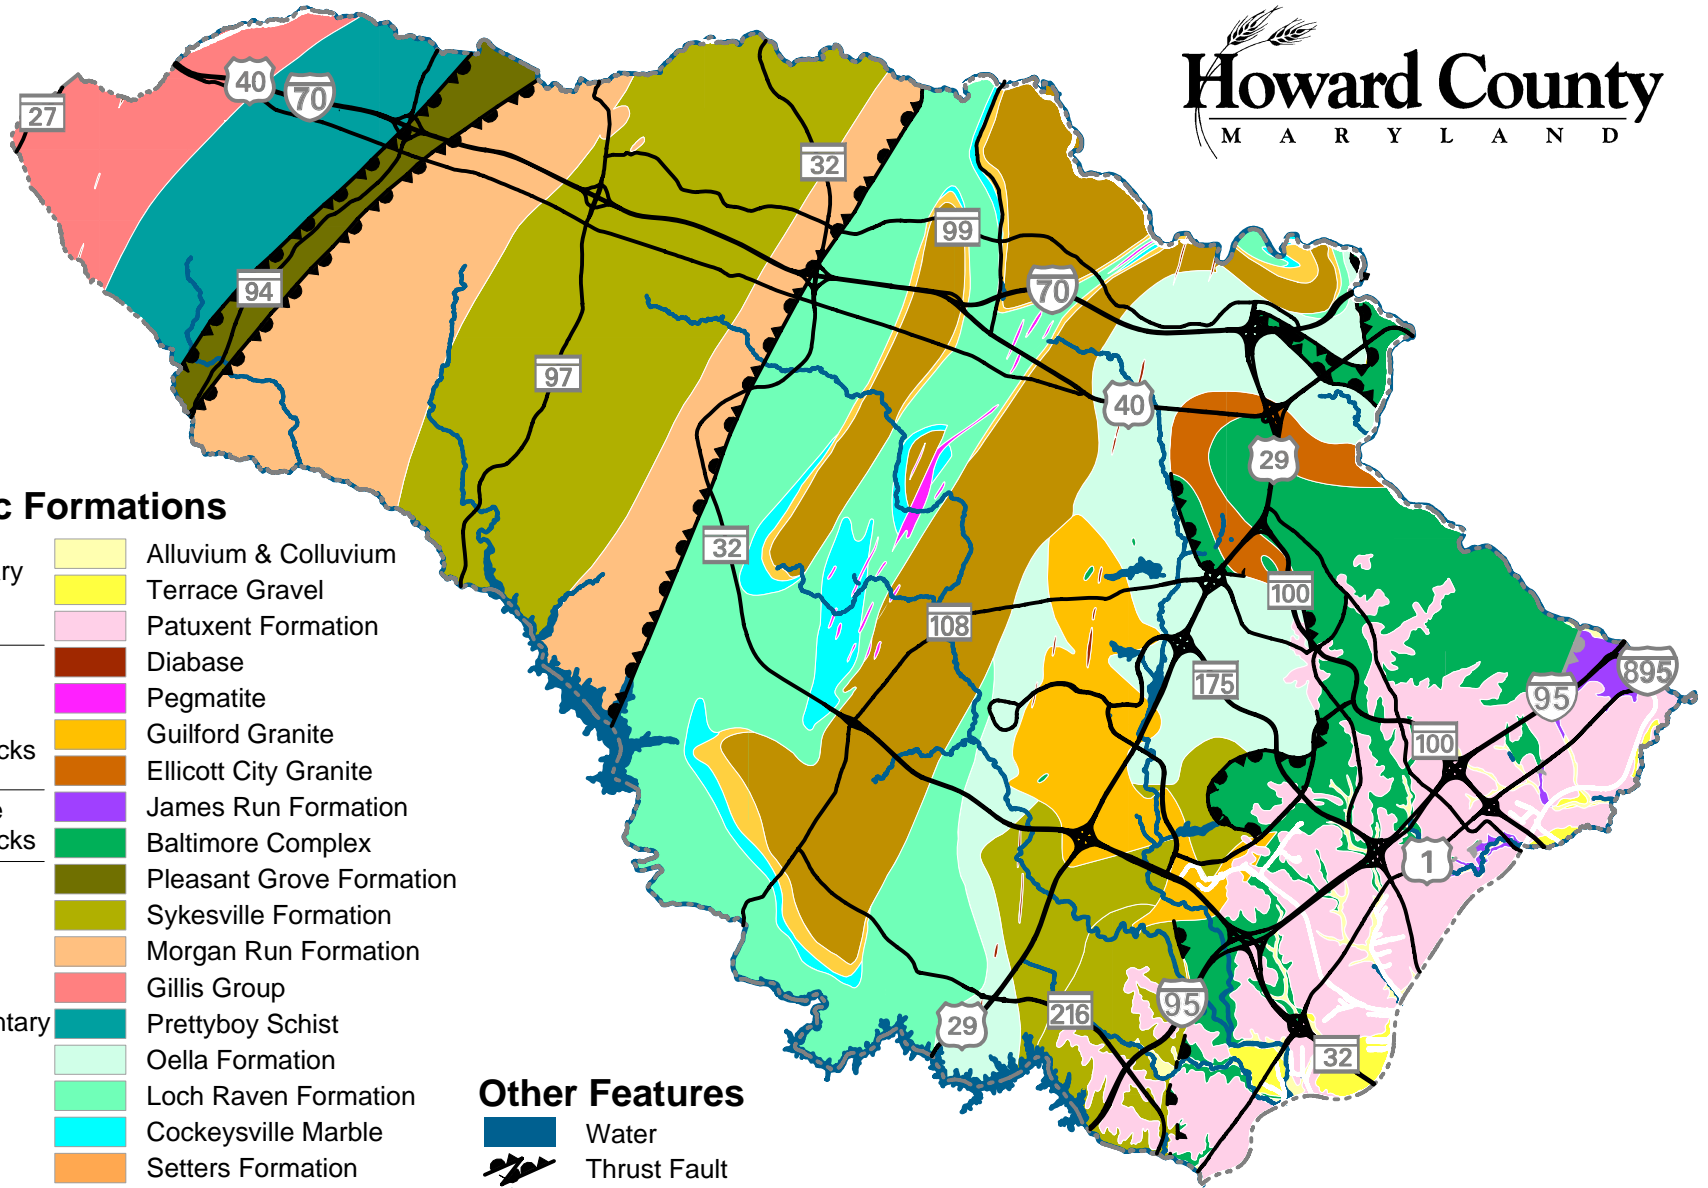 Howard County
MARYLAND
27
40
70
94
97
32
99
70
40
29
32
108
100
175
95
895
100
1
95
216
29
32
c Formations
Alluvium & Colluvium
ary
Terrace Gravel
Patuxent Formation
Diabase
Pegmatite
Guilford Granite
cks
Ellicott City Granite
James Run Formation
e
cks
Baltimore Complex
Pleasant Grove Formation
Sykesville Formation
Morgan Run Formation
Gillis Group
ntary
Prettyboy Schist
Oella Formation
Loch Raven Formation
Cockeysville Marble
Setters Formation
Other Features
Water
Thrust Fault